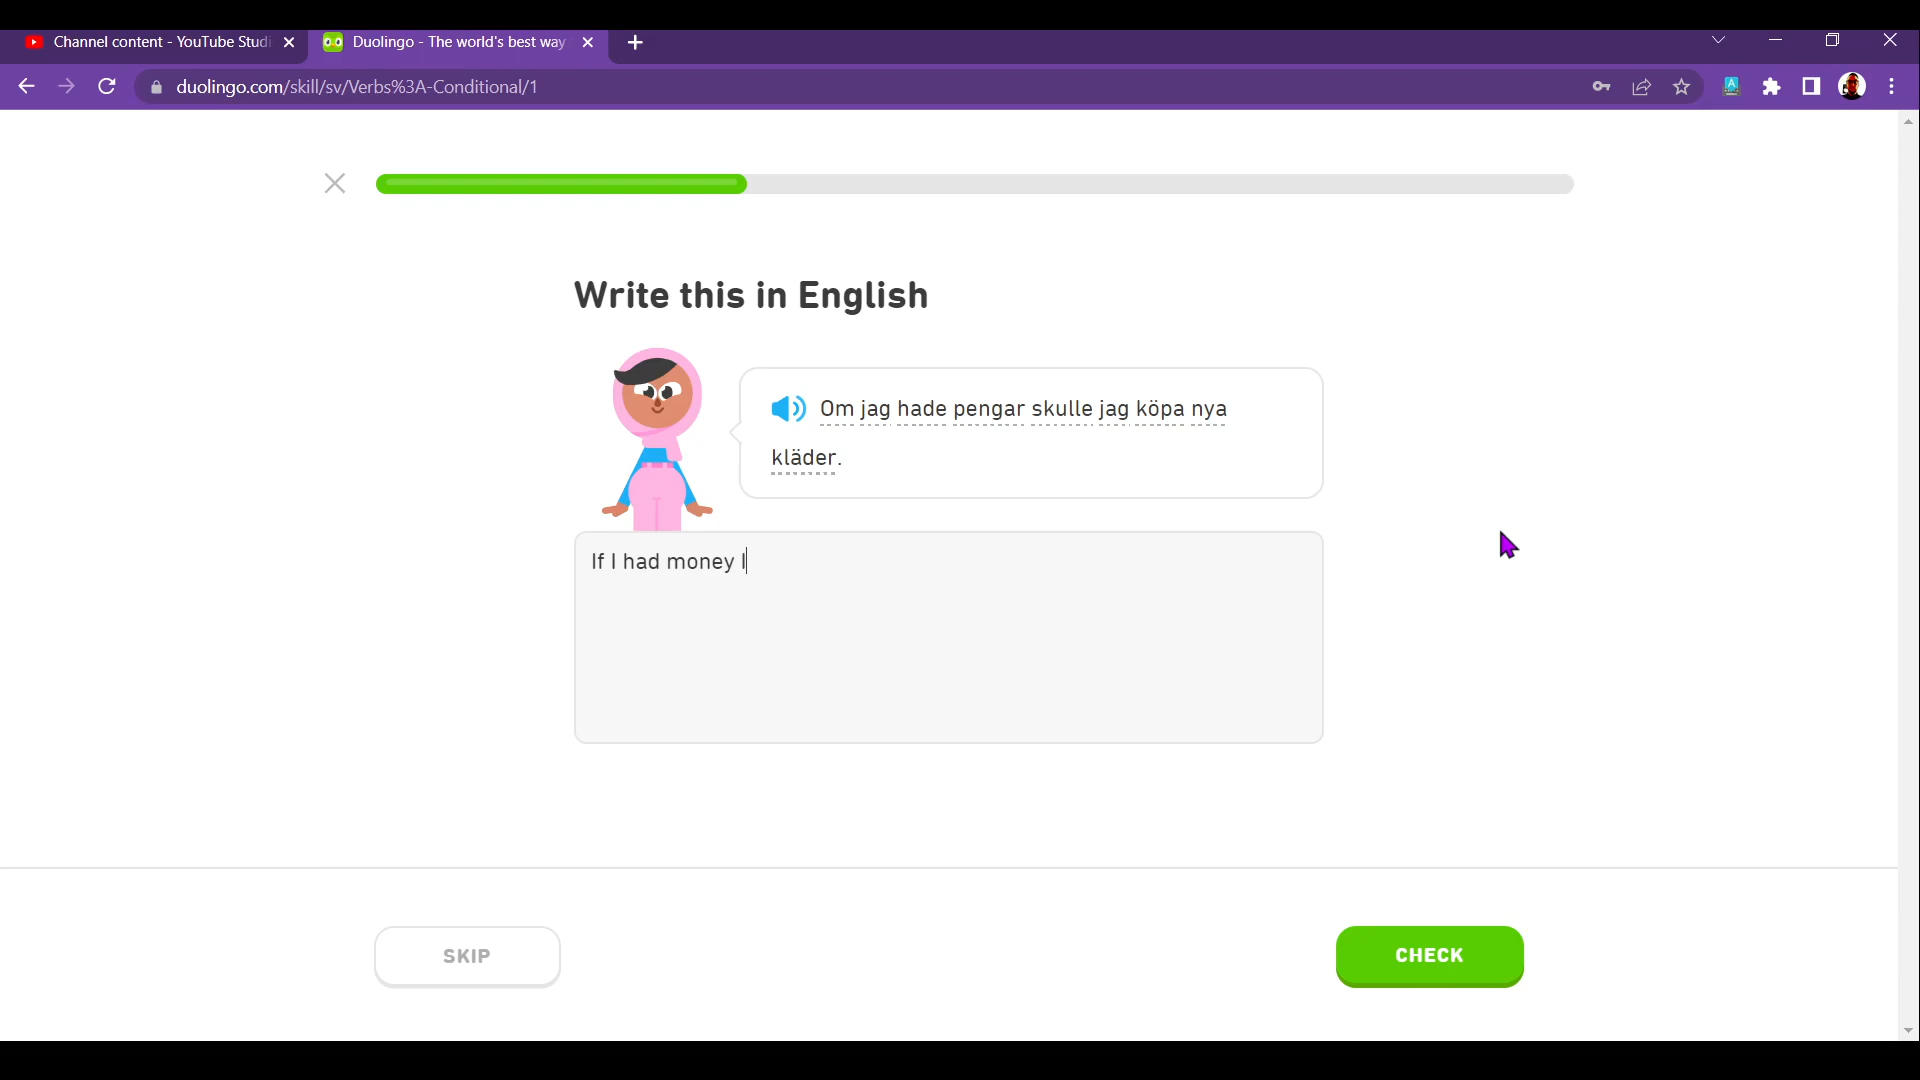 Channel content - YouTube Studi
Duolingo - The world's best way
duolingo.com/skill/sv/Verbs%3A-Conditional/1
Write this in English
Om jag hade pengar skulle jag köpa nya
kläder.
If I had money I
SKIP
CHECK